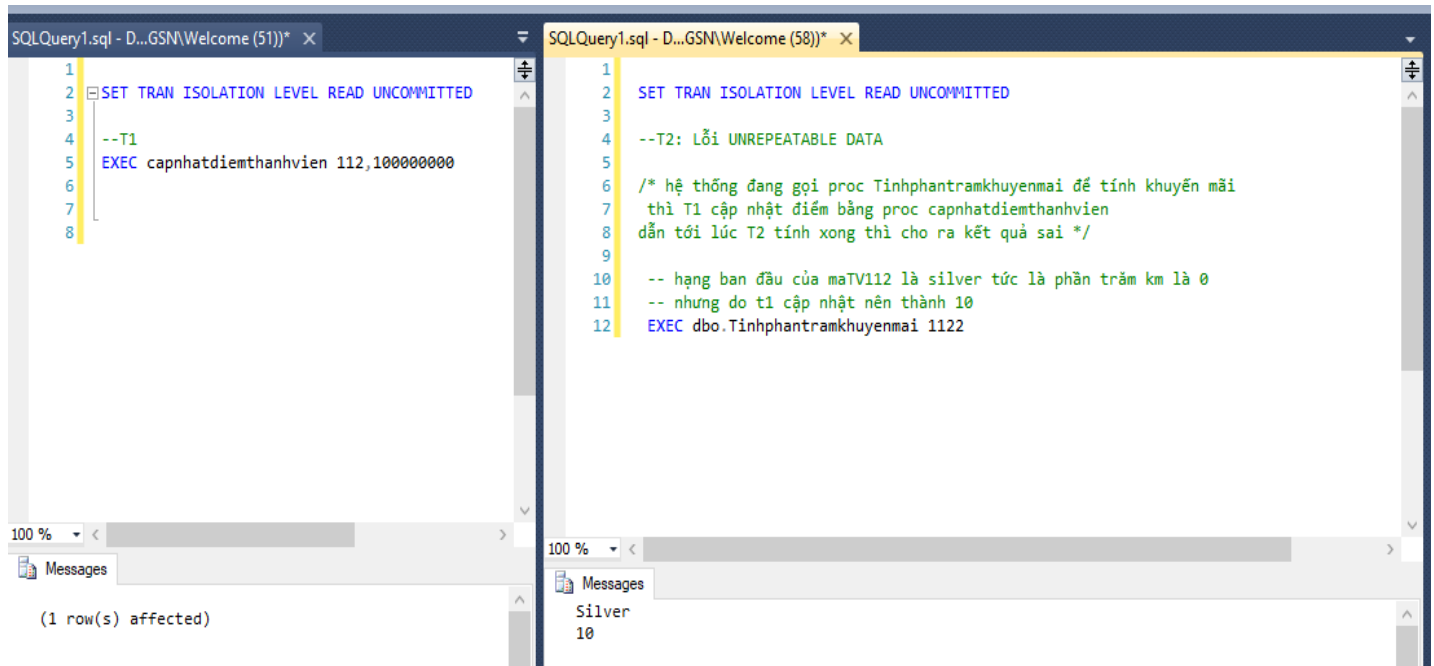 SQLQuery1.sql - D...GSN\Welcome (51))*
1
2 SET TRAN ISOLATION LEVEL READ UNCOMMITTED
3
4 --T1
5 EXEC capnhatdiemthanhvien 112,100000000
6
7
8
100 %
Messages
(1 row(s) affected)
SQLQuery1.sql - D...GSN\Welcome (58))*
1
2 SET TRAN ISOLATION LEVEL READ UNCOMMITTED
3
4 --T2: Lỗi UNREPEATABLE DATA
5
6 /* hệ thống đang gọi proc Tinhphantramkhuyenmai để tính khuyến mãi
7 thì T1 cập nhật điểm bằng proc capnhatdiemthanhvien
8 dẫn tới lúc T2 tính xong thì cho ra kết quả sai */
9
10 -- hạng ban đầu của maTV112 là silver tức là phần trăm km là 0
11 -- nhưng do t1 cập nhật nên thành 10
12 EXEC dbo.Tinhphantramkhuyenmai 1122
100 %
Messages
Silver
10